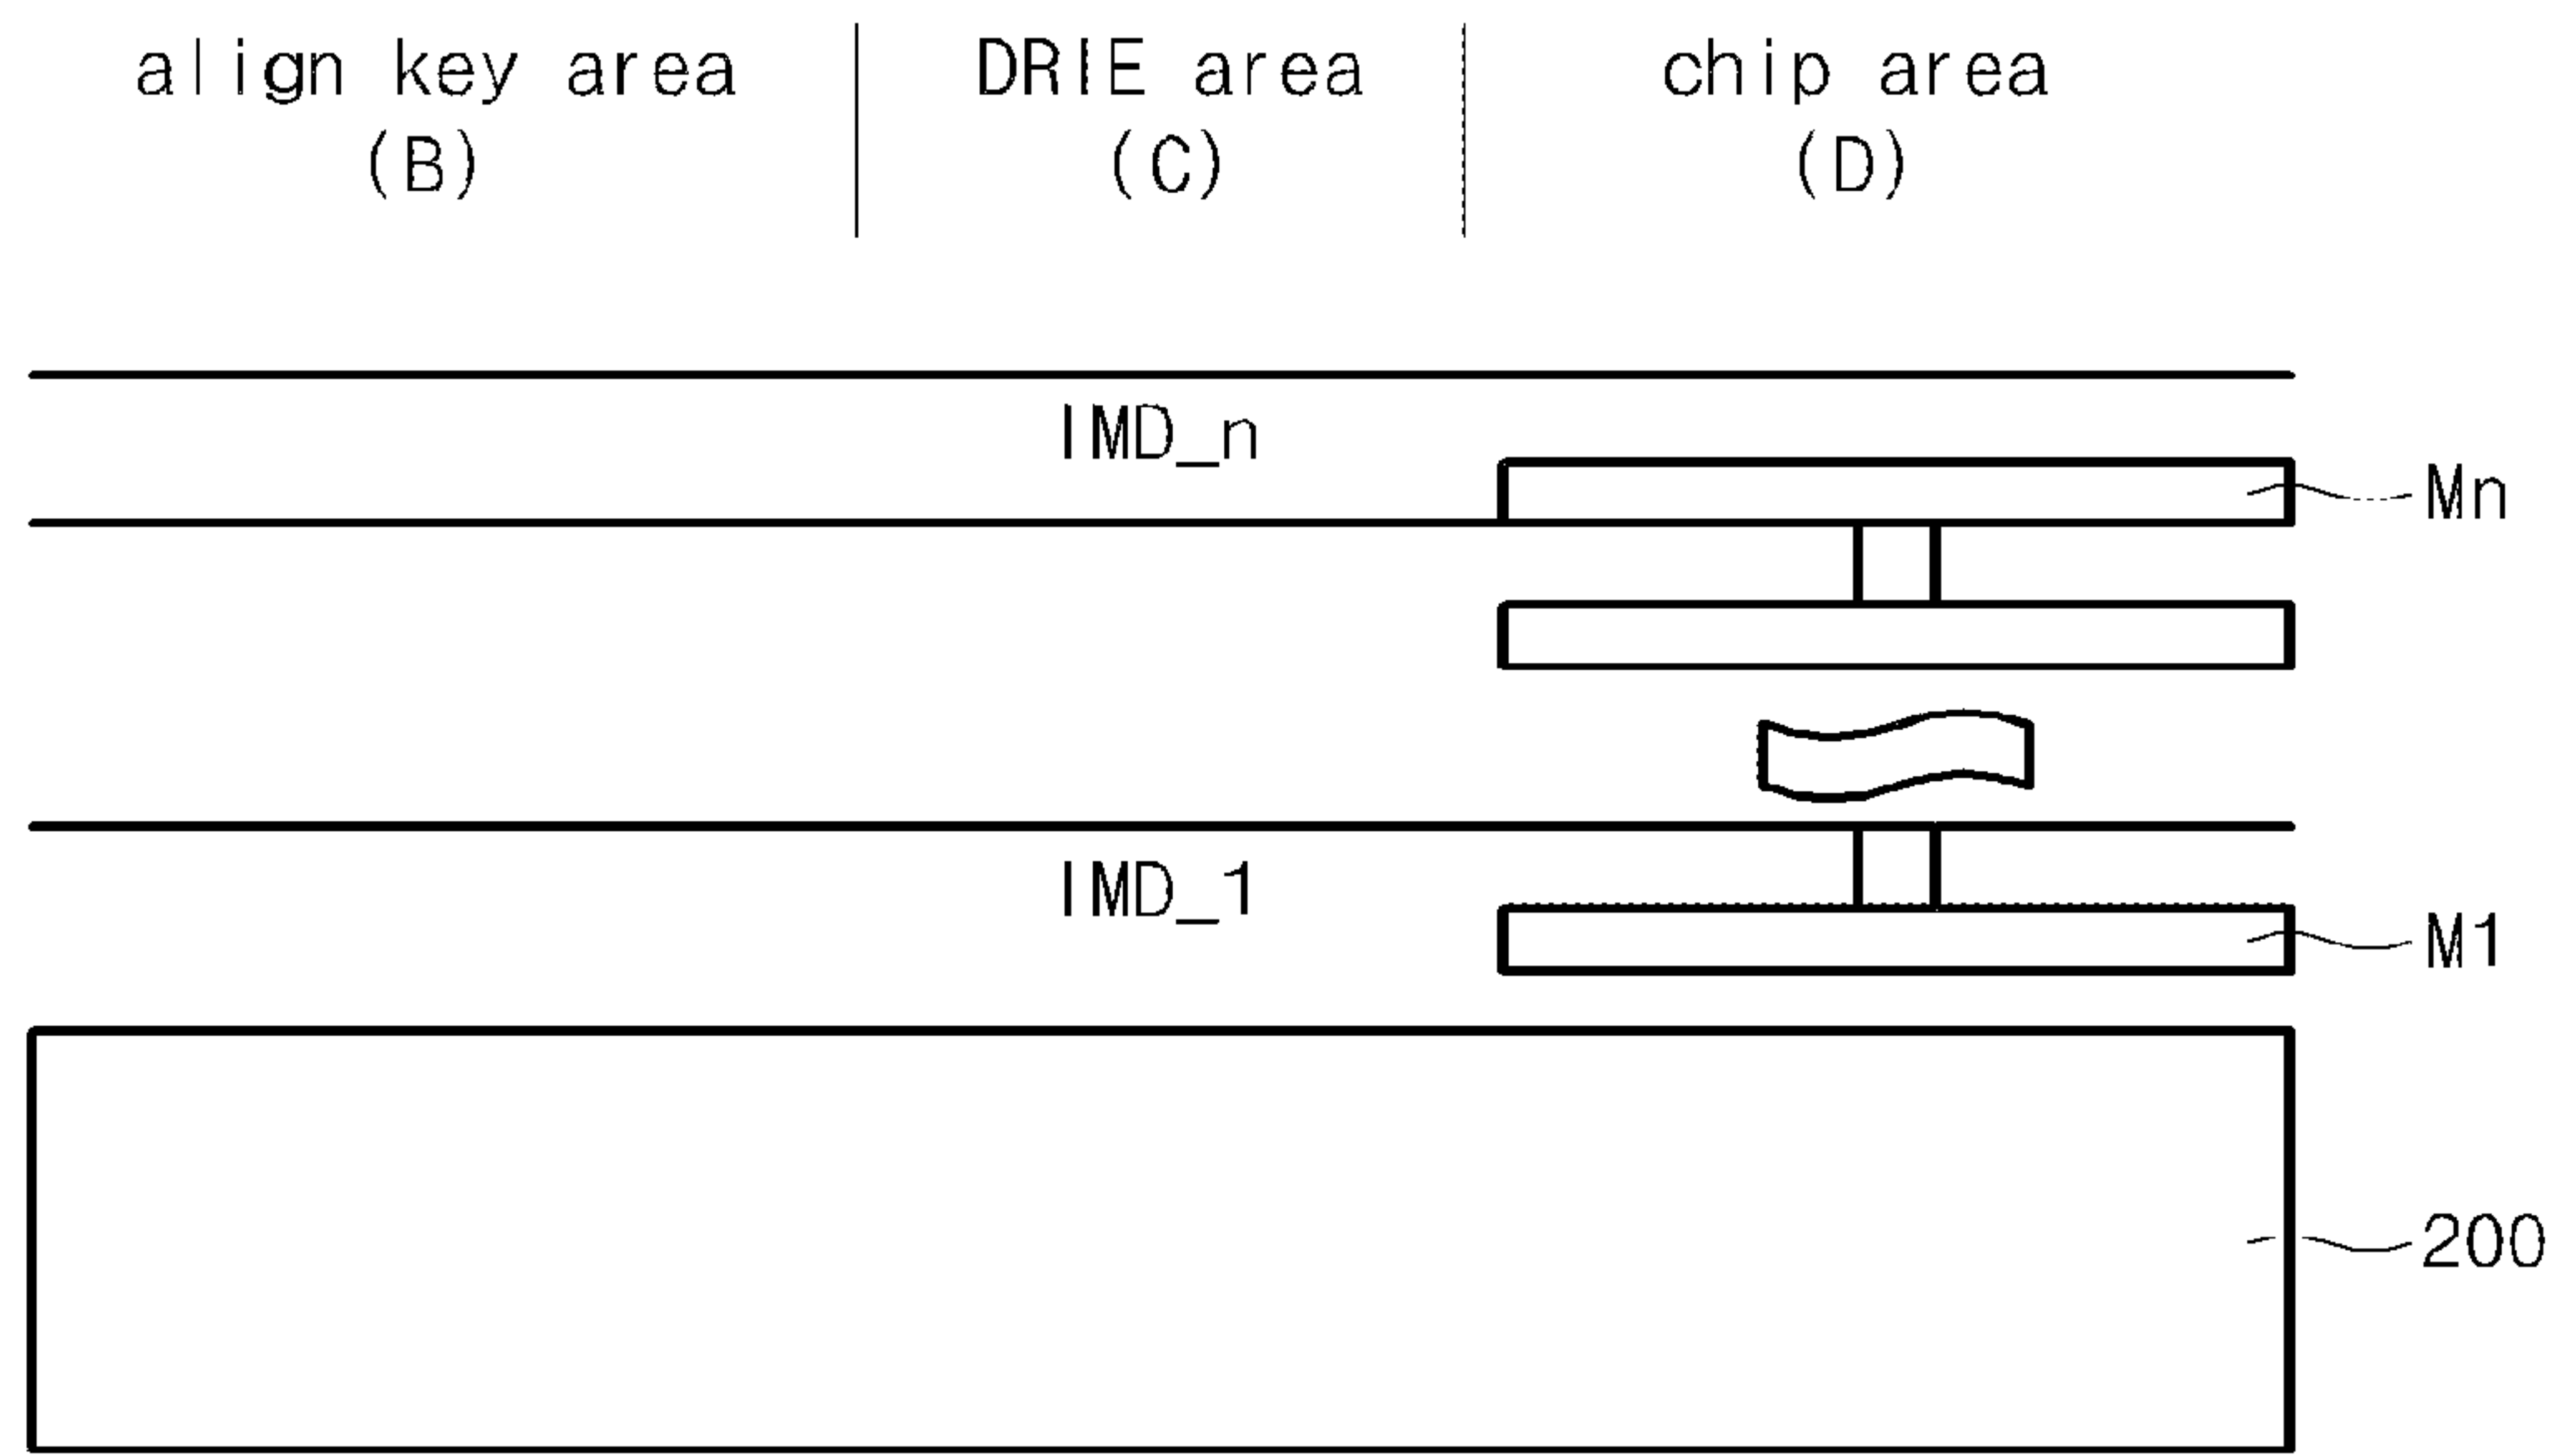 align key area
(B)
DRIE area
(C)
chip area
(D)
IMD_n
Mn
IMD_1
M1
200